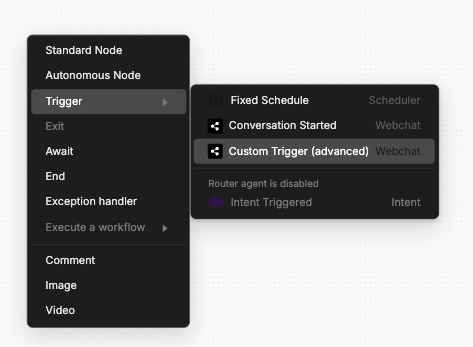 Standard Node
Autonomous Node
Trigger
Exit
Await
End
Exception handler
Execute a workflow
Comment
Image
Video
Fixed Schedule Scheduler
Conversation Started Webchat
Custom Trigger (advanced) Webchat
Router agent is disabled
Intent Triggered Intent